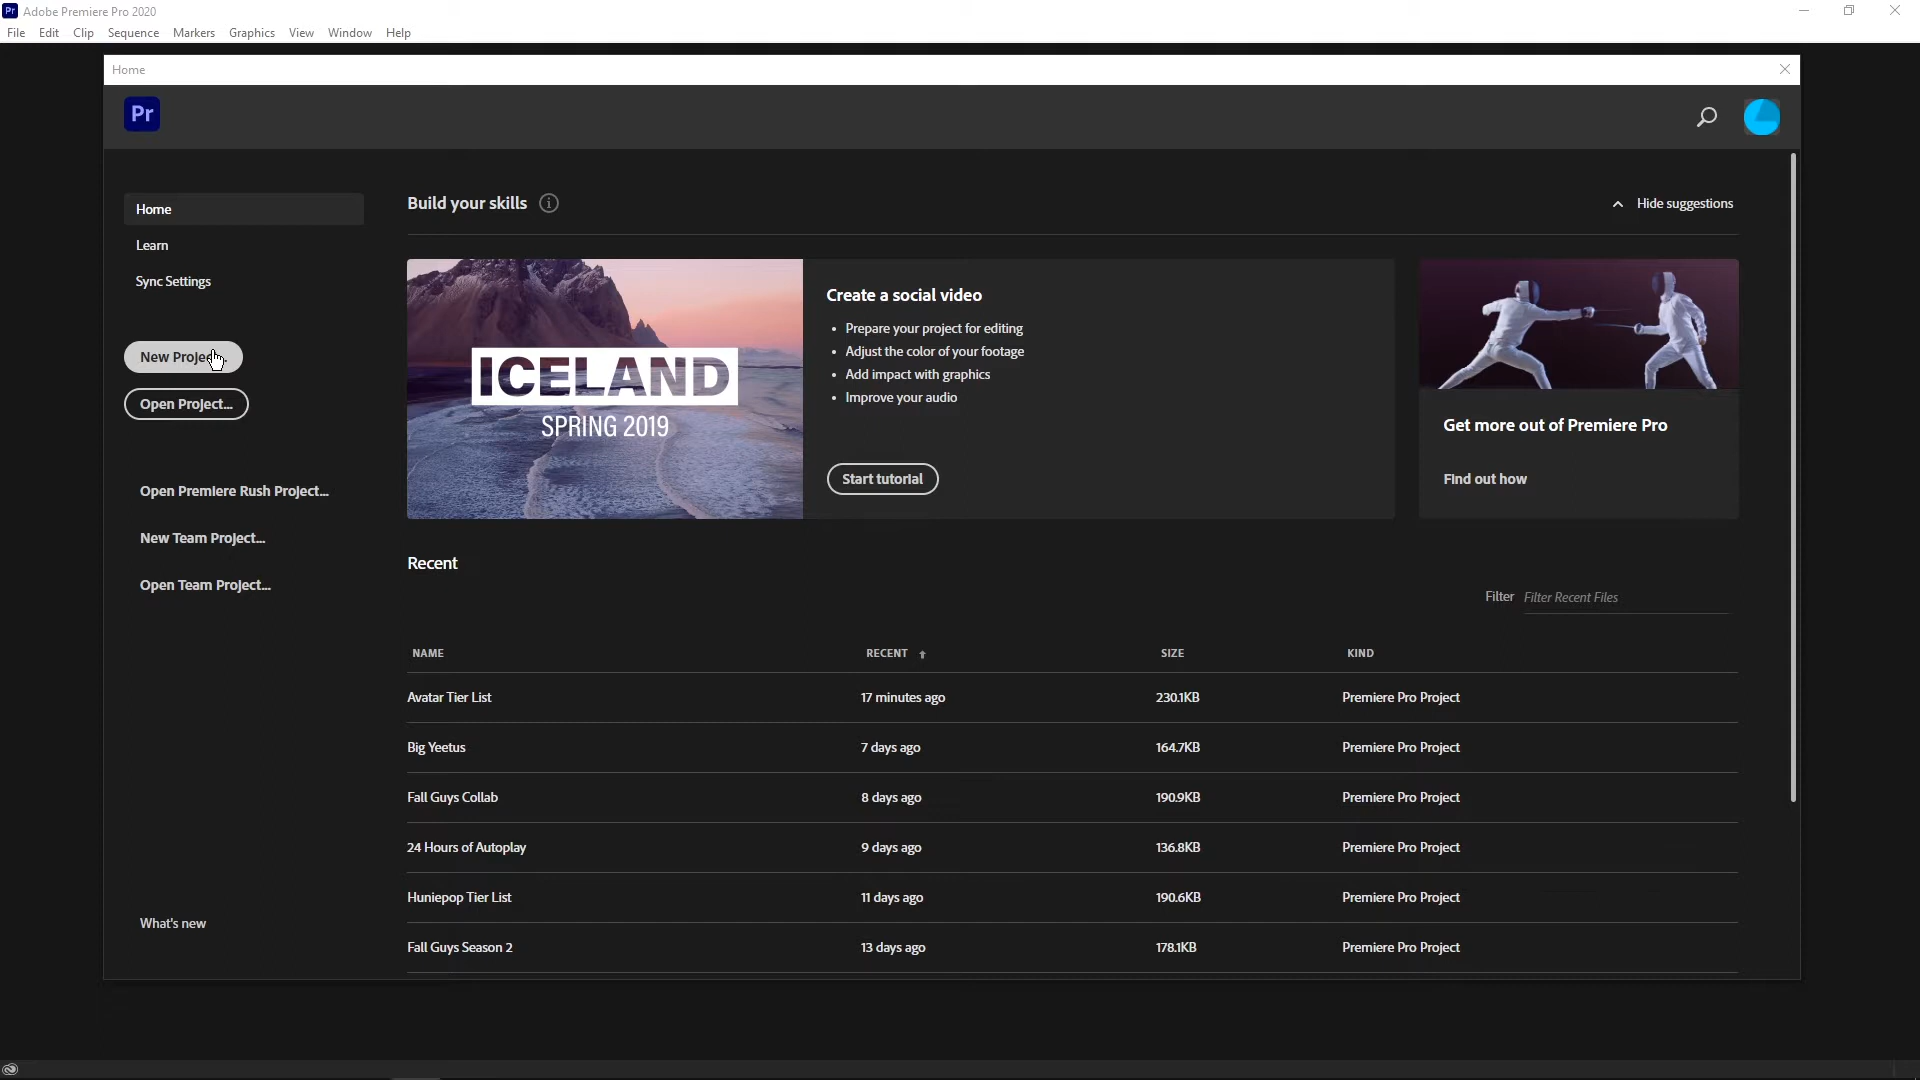 Pr Adobe Premiere Pro 2020
File Edit Clip Sequence Markers Graphics View Window Help
Home
Pr
Home
Learn
Sync Settings
New Projec
Open Project...
Open Premiere Rush Project...
New Team Project...
Open Team Project...
What's new
Build your skills
Hide suggestions
ICELAND
SPRING 2019
Create a social video
• Prepare your project for editing
• Adjust the color of your footage
• Add impact with graphics
• Improve your audio
Start tutorial
Get more out of Premiere Pro
Find out how
Recent
Filter Filter Recent Files
NAME RECENT SIZE KIND
Avatar Tier List 17 minutes ago 230.1KB Premiere Pro Project
Big Yeetus 7 days ago 164.7KB Premiere Pro Project
Fall Guys Collab 8 days ago 190.9KB Premiere Pro Project
24 Hours of Autoplay 9 days ago 136.8KB Premiere Pro Project
Huniepop Tier List 11 days ago 190.6KB Premiere Pro Project
Fall Guys Season 2 13 days ago 178.1KB Premiere Pro Project